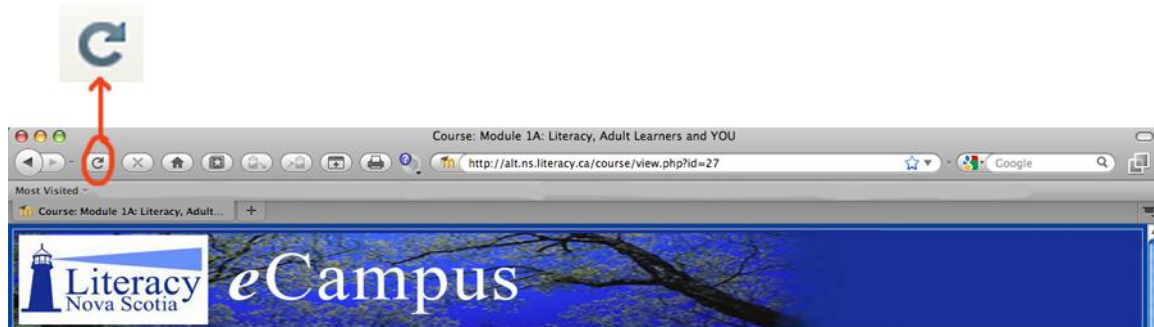 Course: Module 1A: Literacy, Adult Learners and YOU
http://alt.ns.literacy.ca/course/view.php?id=27
Google
Most Visited
Course: Module 1A: Literacy, Adult... +
Literacy
Nova Scotia
eCampus